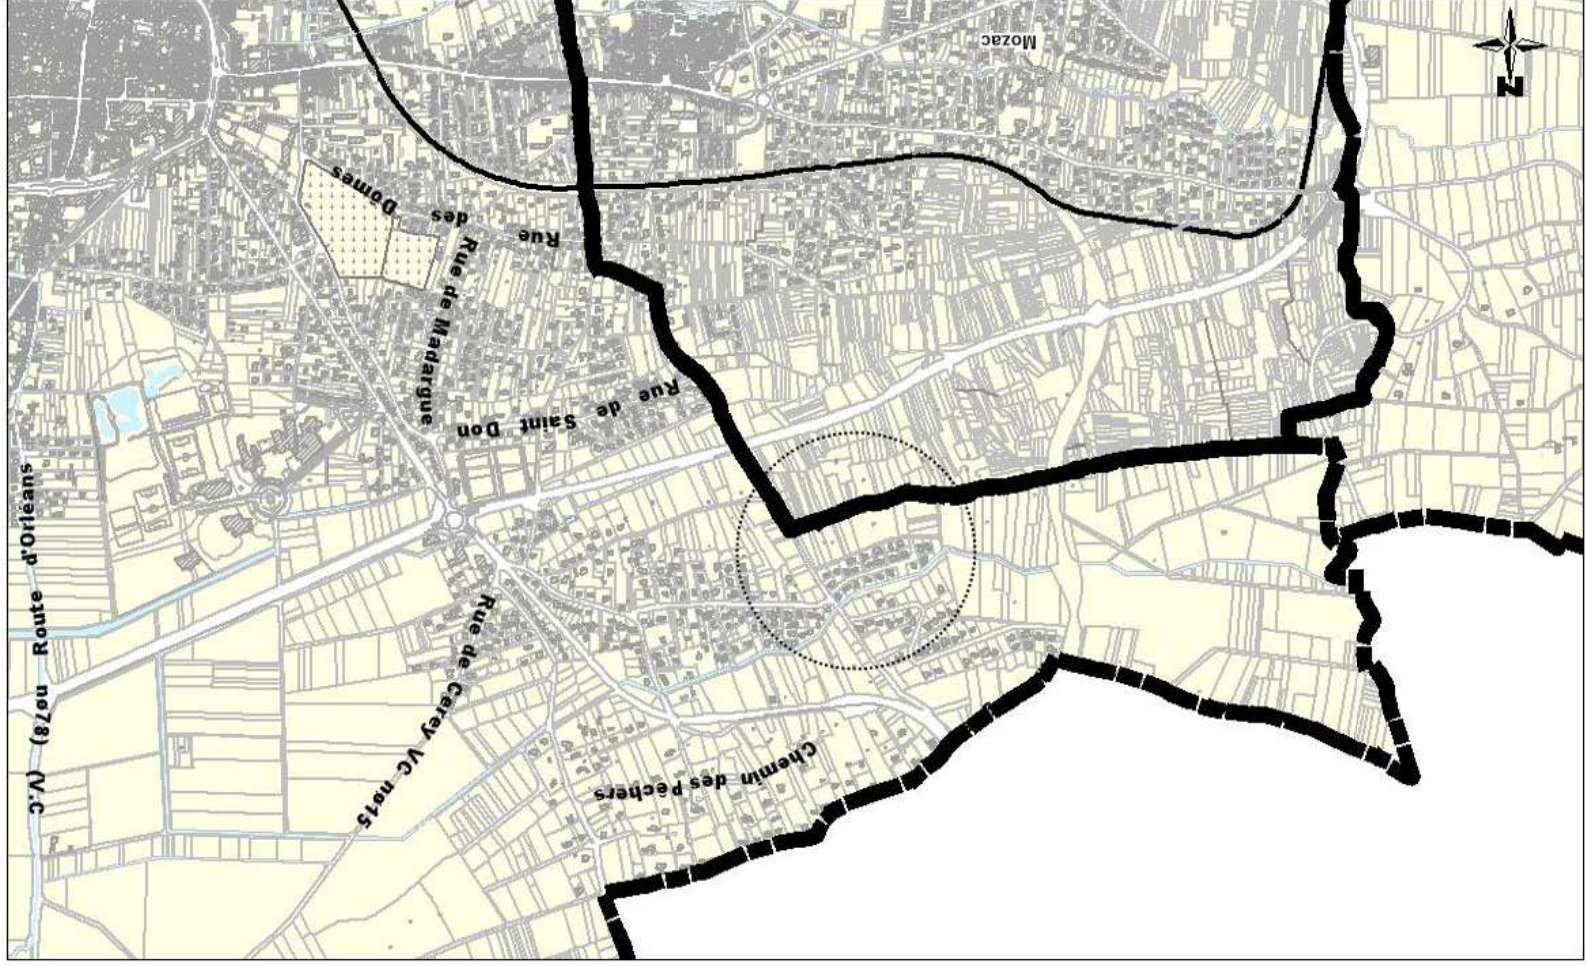 Mozac
N
Rue des Dômes
Rue de Madargue
Rue de Saint Don
Route d'Orléans (V.C no78)
Rue de Cerey VC nø15
Chemin des Pêchers